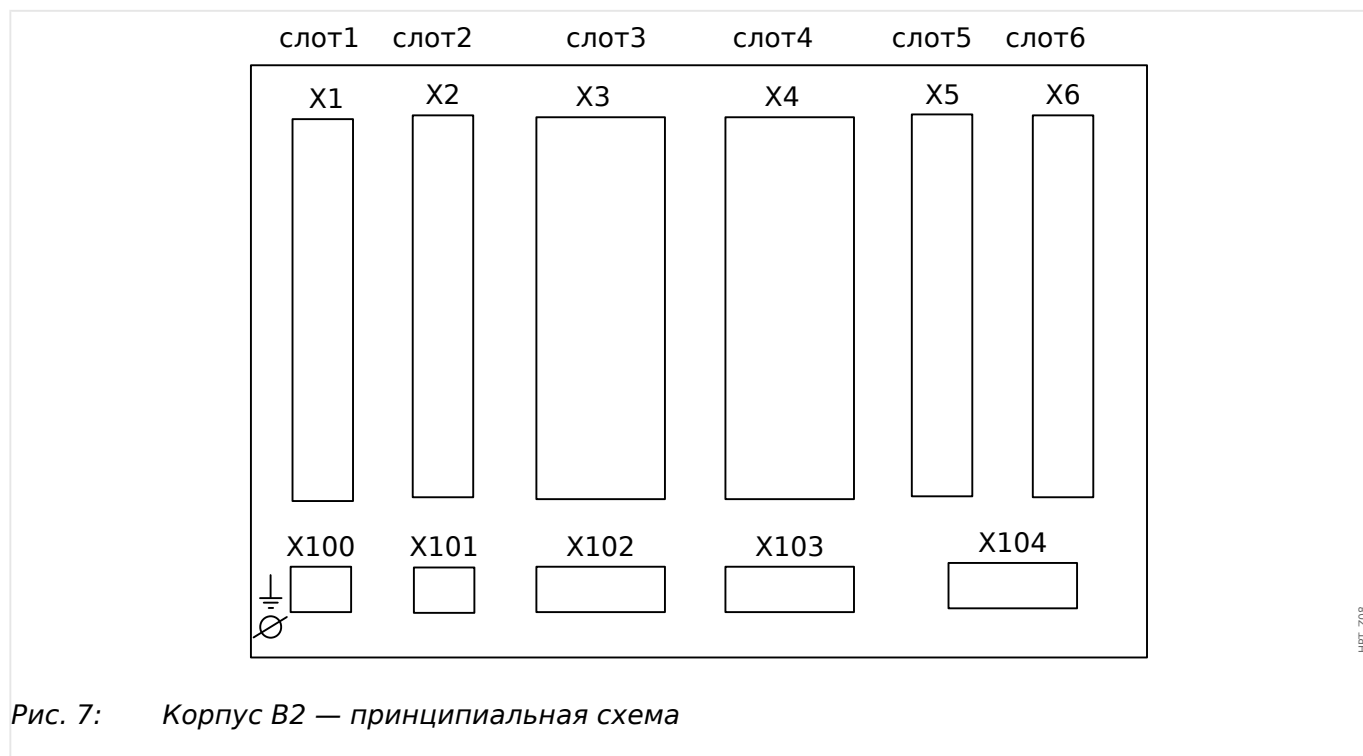 слот1 слот2 слот3 слот4 слот5 слот6
X1 X2 X3 X4 X5 X6
X100 X101 X102 X103 X104
Рис. 7: Корпус B2 — принципиальная схема